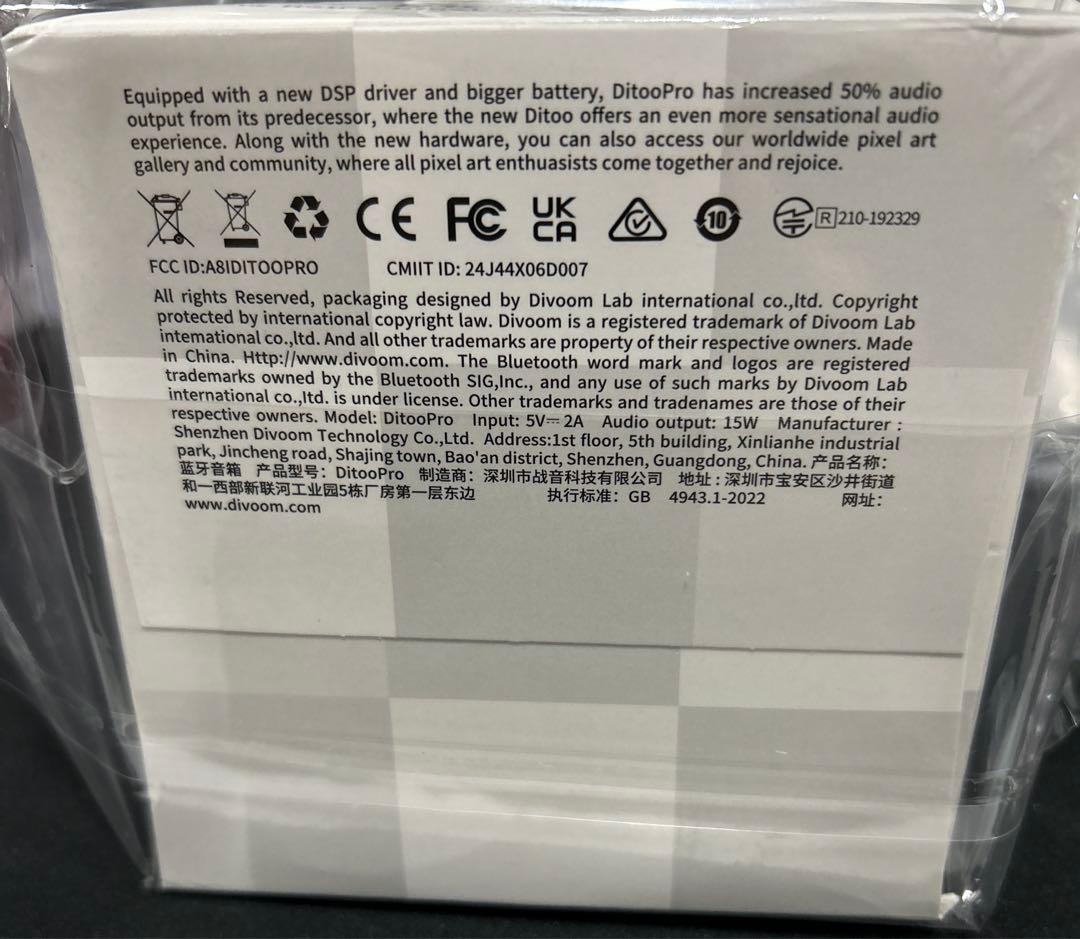 Equipped with a new DSP driver and bigger battery, DitooPro has increased 50% audio
output from its predecessor, where the new Ditoo offers an even more sensational audio
experience. Along with the new hardware, you can also access our worldwide pixel art
gallery and community, where all pixel art enthuasists come together and rejoice.
CE FC UK CA 10 R 210-192329
FCC ID:A8IDITOOPRO CMIIT ID: 24J44X06D007
All rights Reserved, packaging designed by Divoom Lab international co.,ltd. Copyright
protected by international copyright law. Divoom is a registered trademark of Divoom Lab
intemational co.,ltd. And all other trademarks are property of their respective owners. Made
in China. Http://www.divoom.com. The Bluetooth word mark and logos are registered
trademarks owned by the Bluetooth SIG,Inc., and any use of such marks by Divoom Lab
international co.,ltd. is under license. Other trademarks and tradenames are those of their
respective owners. Model: DitooPro Input: 5V⎓2A Audio output: 15W Manufacturer :
Shenzhen Divoom Technology Co.,Ltd. Address:1st floor, 5th building, Xinlianhe industrial
park, Jincheng road, Shajing town, Bao'an district, Shenzhen, Guangdong, China. 产品名称：
蓝牙音箱 产品型号：DitooPro 制造商：深圳市战音科技有限公司 地址：深圳市宝安区沙井街道
和一西部新联河工业园5栋厂房第一层东边 执行标准：GB 4943.1-2022 网址：
www.divoom.com